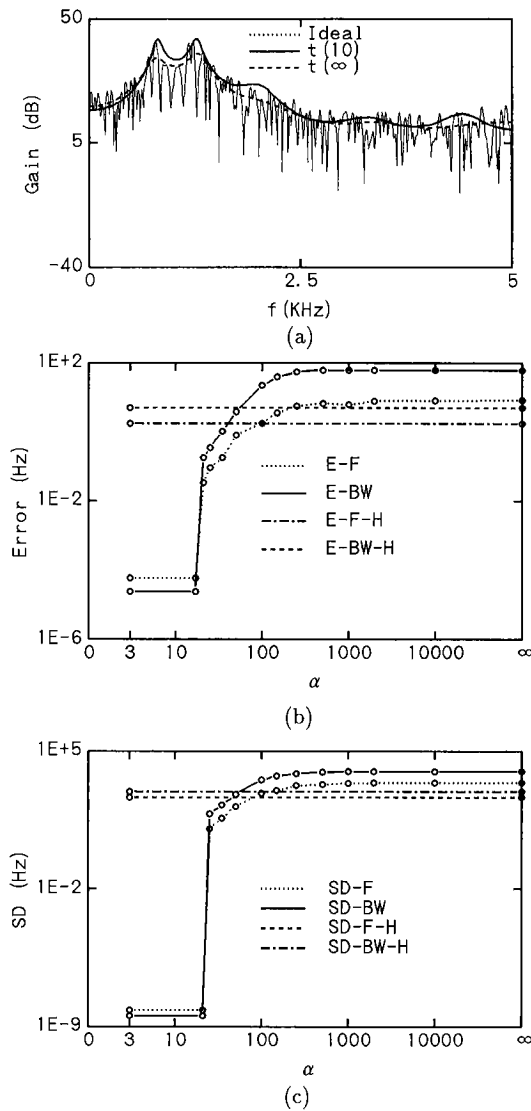 50
Ideal
t(10)
t(∞)
Gain (dB)
5
-40
0
2.5
5
f(KHz)
(a)
1E+2
Error (Hz)
E-F
1E-2
E-BW
E-F-H
E-BW-H
1E-6
0 3 10 100 1000 10000 ∞
α
(b)
1E+5
SD (Hz)
1E-2
SD-F
SD-BW
SD-F-H
SD-BW-H
1E-9
0 3 10 100 1000 10000 ∞
α
(c)